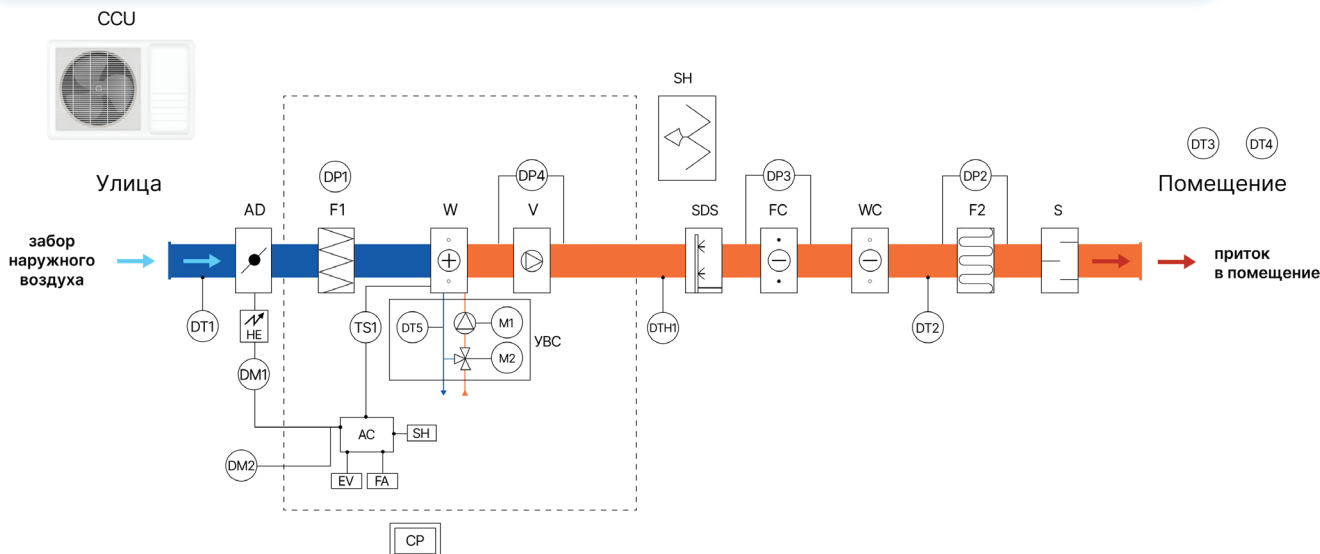 CCU
SH
Улица
DT3
DT4
Помещение
DP1
DP4
DP3
DP2
AD
F1
W
V
SDS
FC
WC
F2
S
забор
наружного
воздуха
приток
в помещение
DT1
HE
TS1
DT5
M1
M2
УВС
DTH1
DT2
DM1
AC
SH
DM2
EV
FA
CP